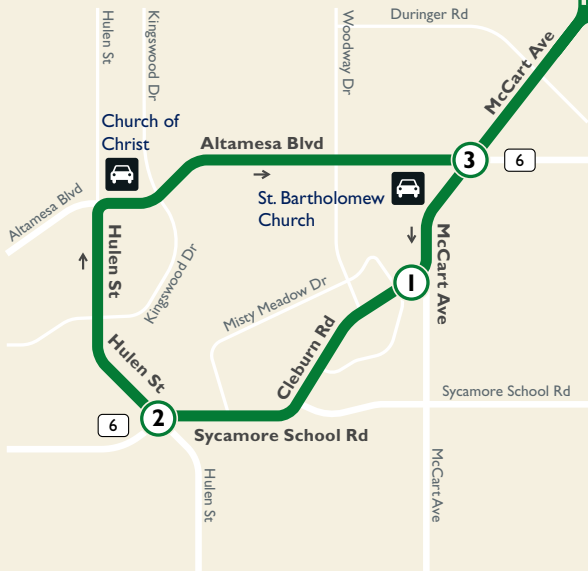 Hulen St
Kingswood Dr
Woodway Dr
Duringer Rd
McCart Ave
Church of
Christ
Altamesa Blvd
3
6
St. Bartholomew
Church
Altamesa Blvd
Hulen St
Kingswood Dr
McCart Ave
1
Misty Meadow Dr
Cleburn Rd
Hulen St
Sycamore School Rd
6
2
Sycamore School Rd
Hulen St
McCart Ave